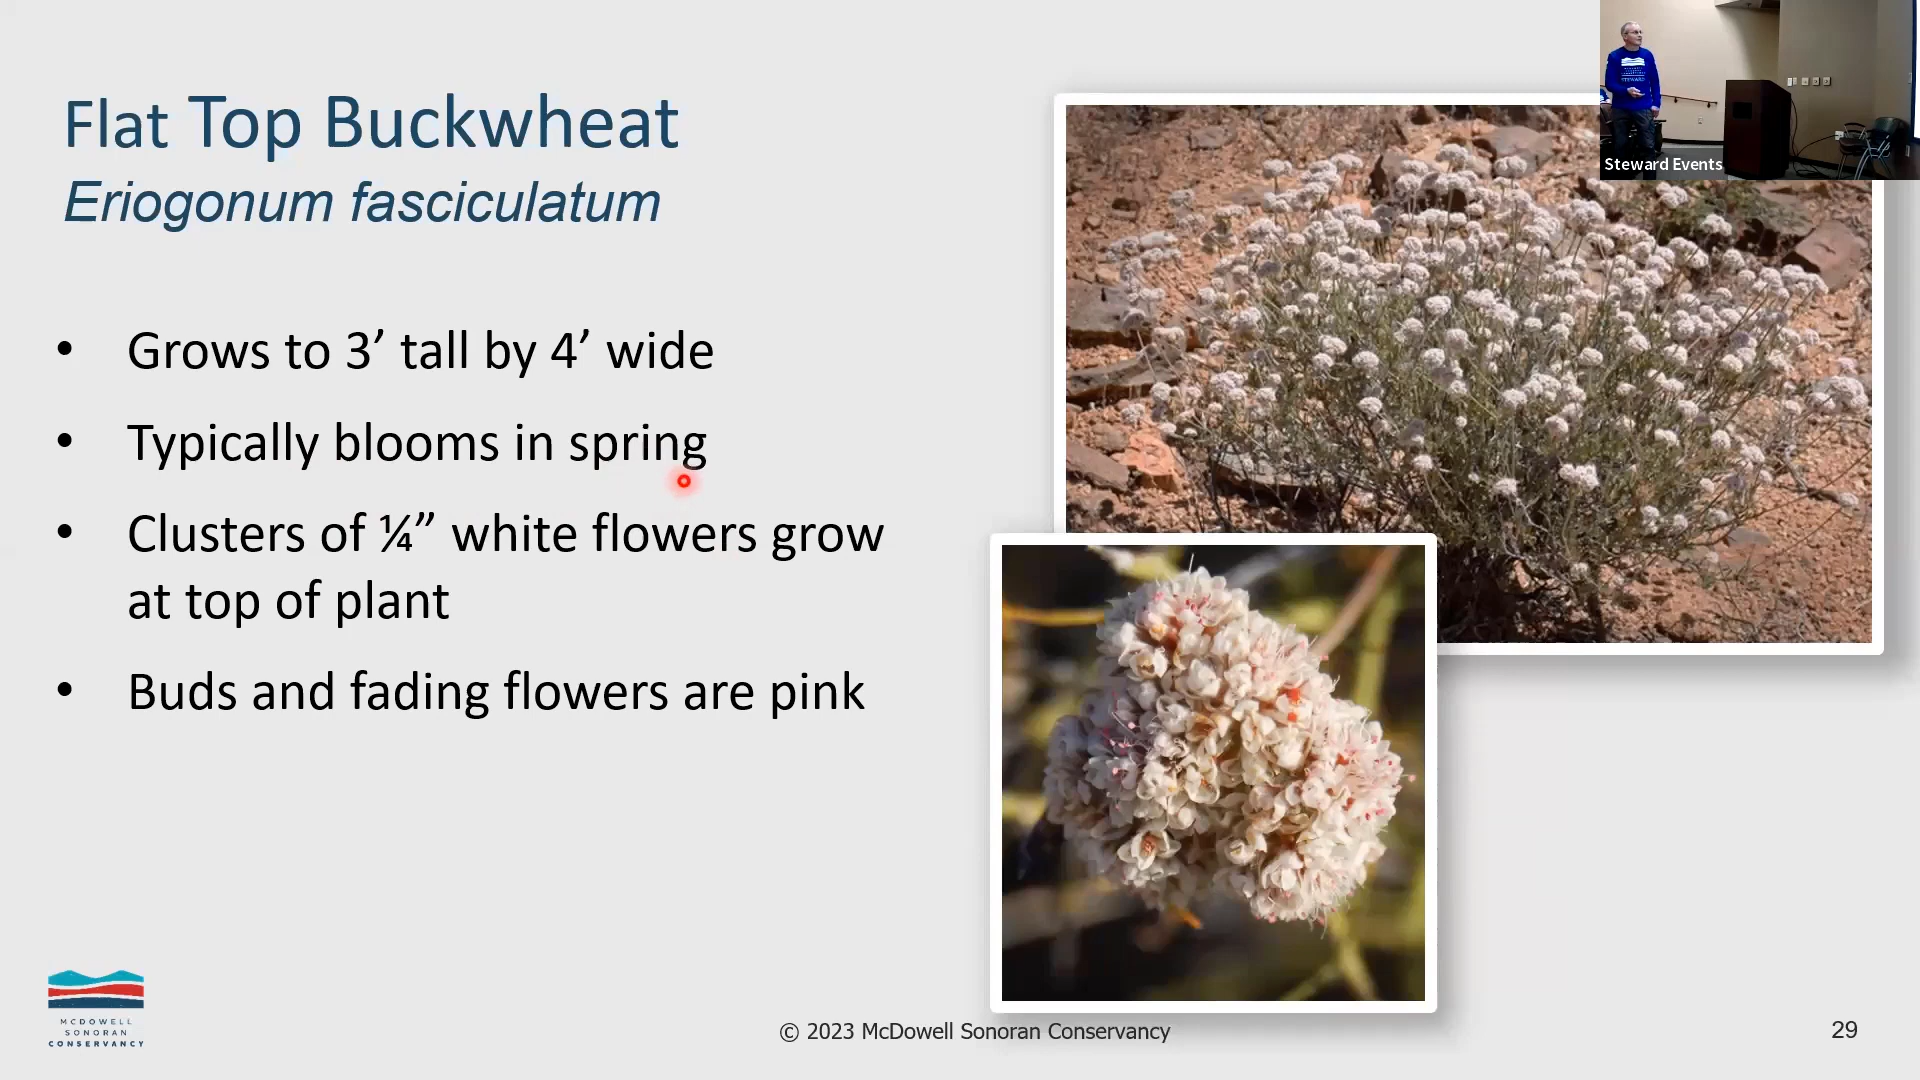 Steward Events
Flat Top Buckwheat
Eriogonum fasciculatum
• Grows to 3’ tall by 4’ wide
• Typically blooms in spring
• Clusters of ¼” white flowers grow
at top of plant
• Buds and fading flowers are pink
MCDOWELL
SONORAN
CONSERVANCY
© 2023 McDowell Sonoran Conservancy
29